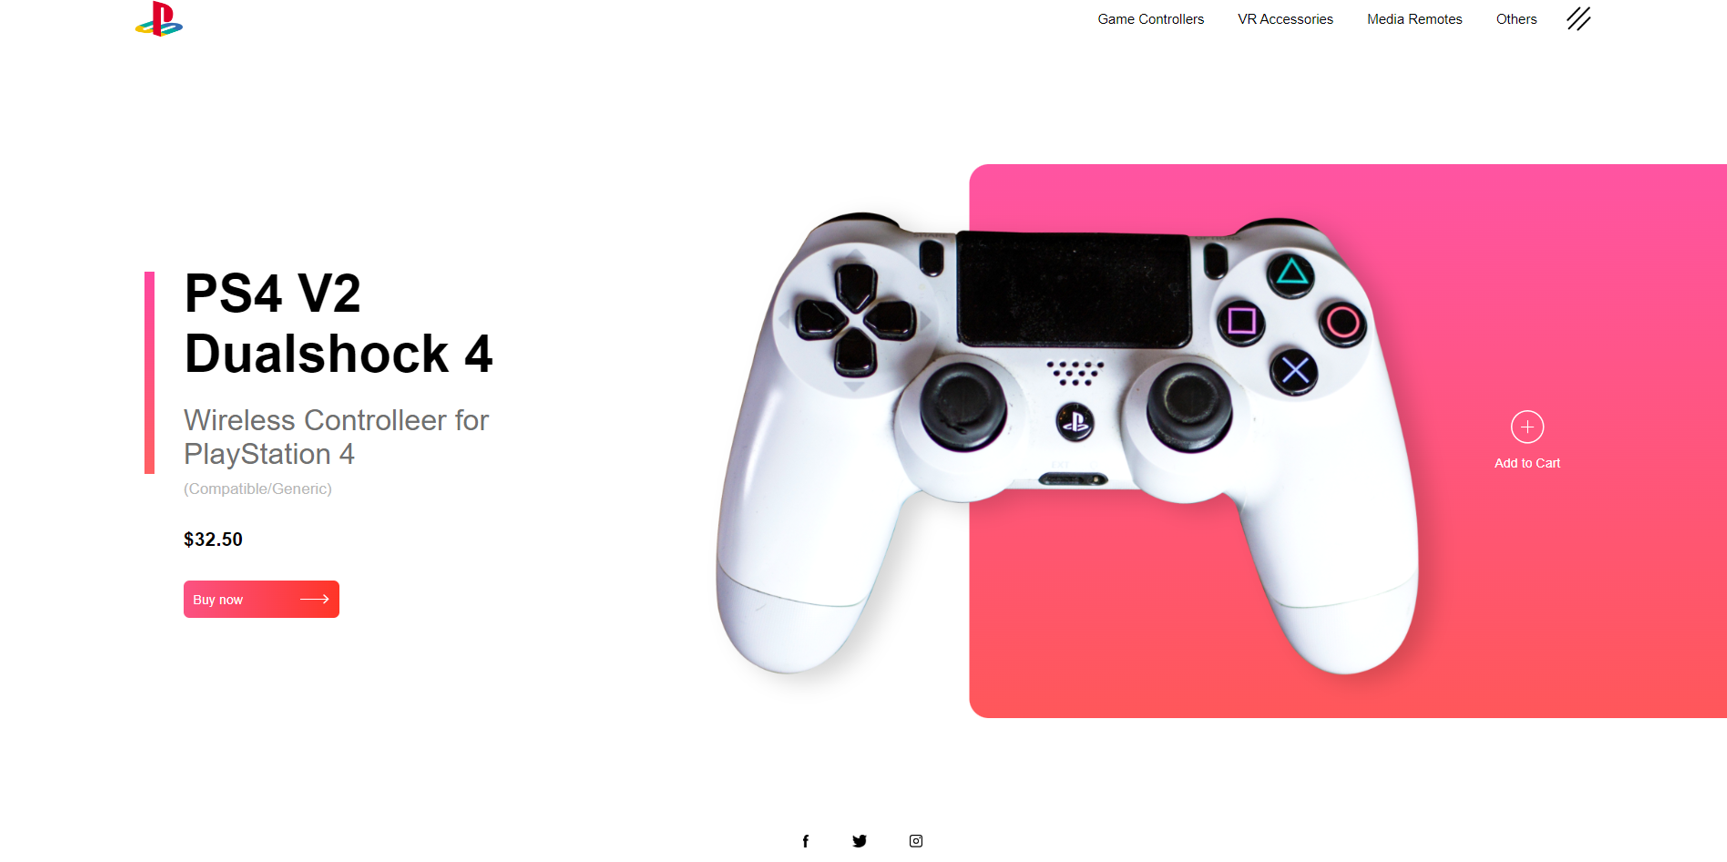 Game Controllers VR Accessories Media Remotes Others
PS4 V2
Dualshock 4
Wireless Controlleer for
PlayStation 4
(Compatible/Generic)
$32.50
Buy now
Add to Cart